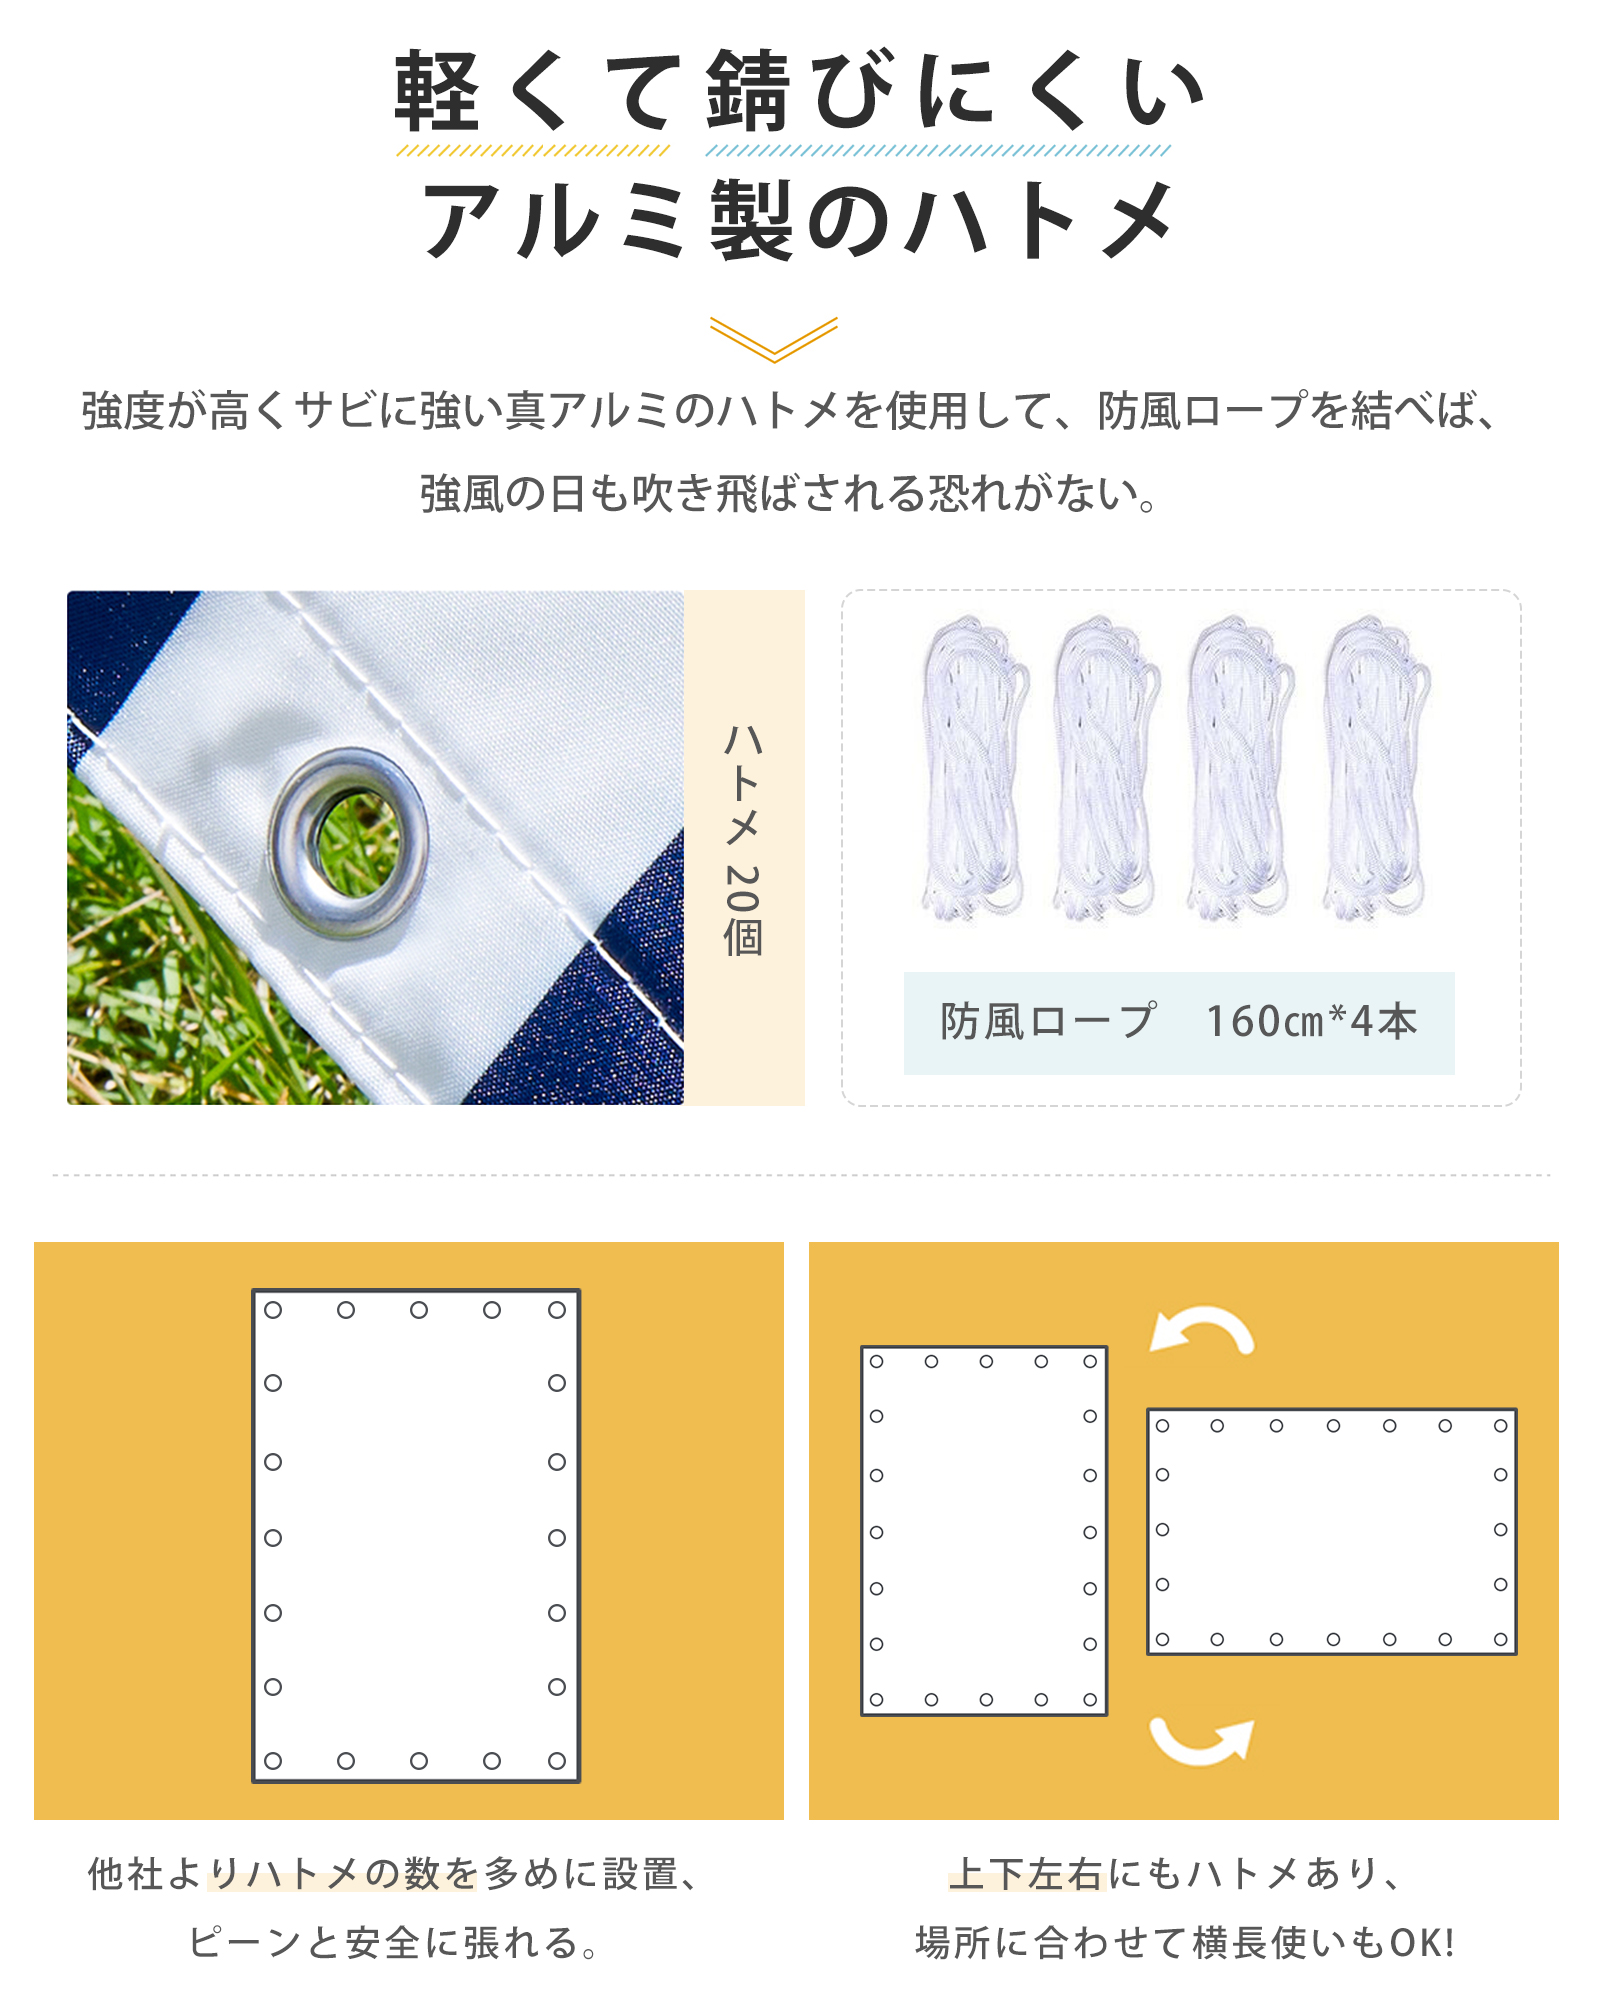 軽くて錆びにくい
アルミ製のハトメ
強度が高くサビに強い真アルミのハトメを使用して、防風ロープを結べば、
強風の日も吹き飛ばされる恐れがない。
ハトメ 20個
防風ロープ　160㎝*4本
他社よりハトメの数を多めに設置、
ピーンと安全に張れる。
上下左右にもハトメあり、
場所に合わせて横長使いもOK!